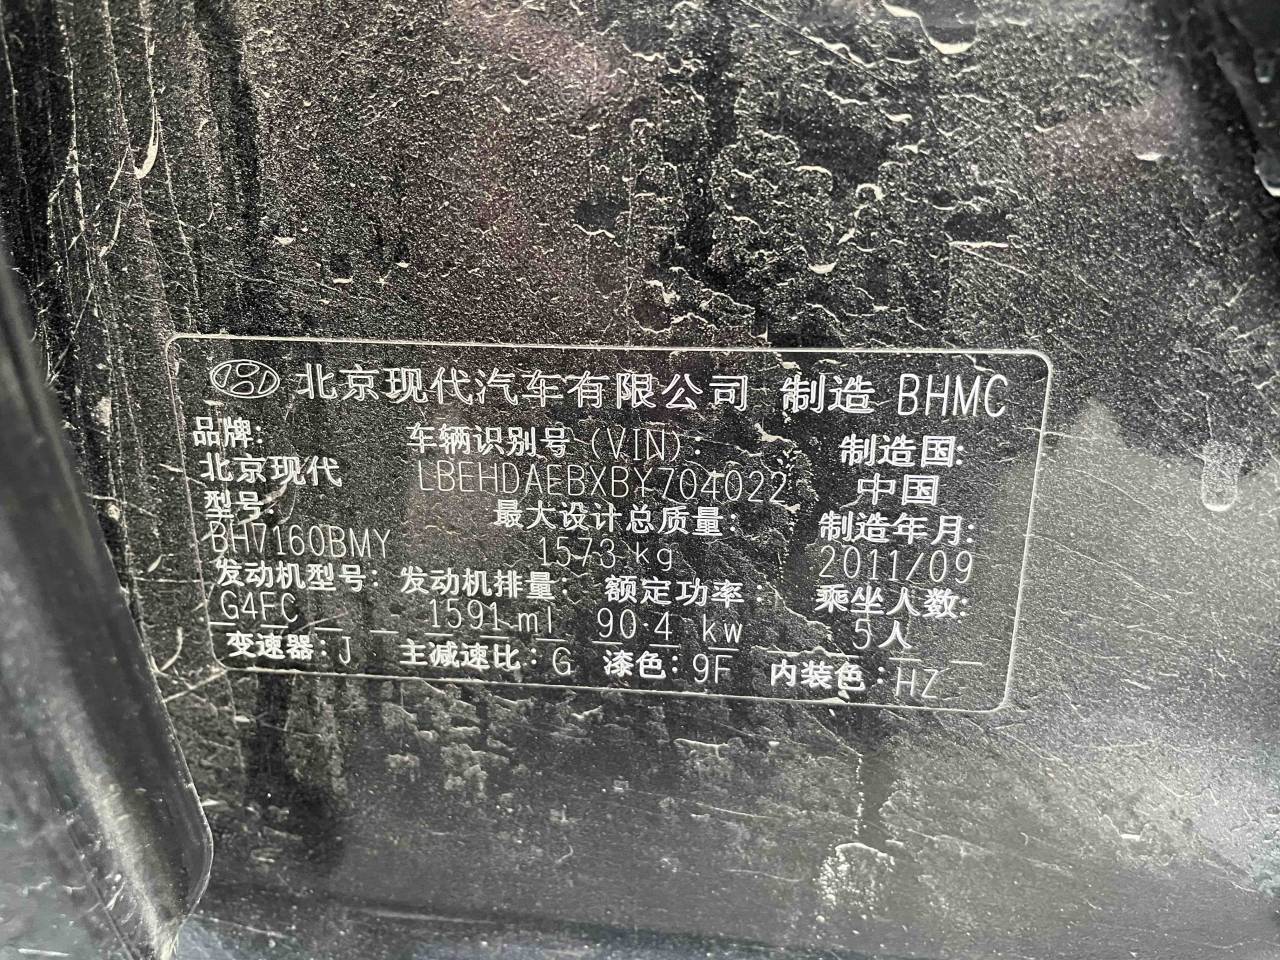 北京现代汽车有限公司 制造 BHMC
品牌: 车辆识别号(VIN): 制造国:
北京现代 LBEHDAEBXBY704022 中国
型号: 最大设计总质量: 制造年月:
BH7160BMY 1573 kg 2011/09
发动机型号: 发动机排量: 额定功率: 乘坐人数:
G4FC 1591 ml 90.4 kw 5人
变速器:J 主减速比:G 漆色:9F 内装色:HZ